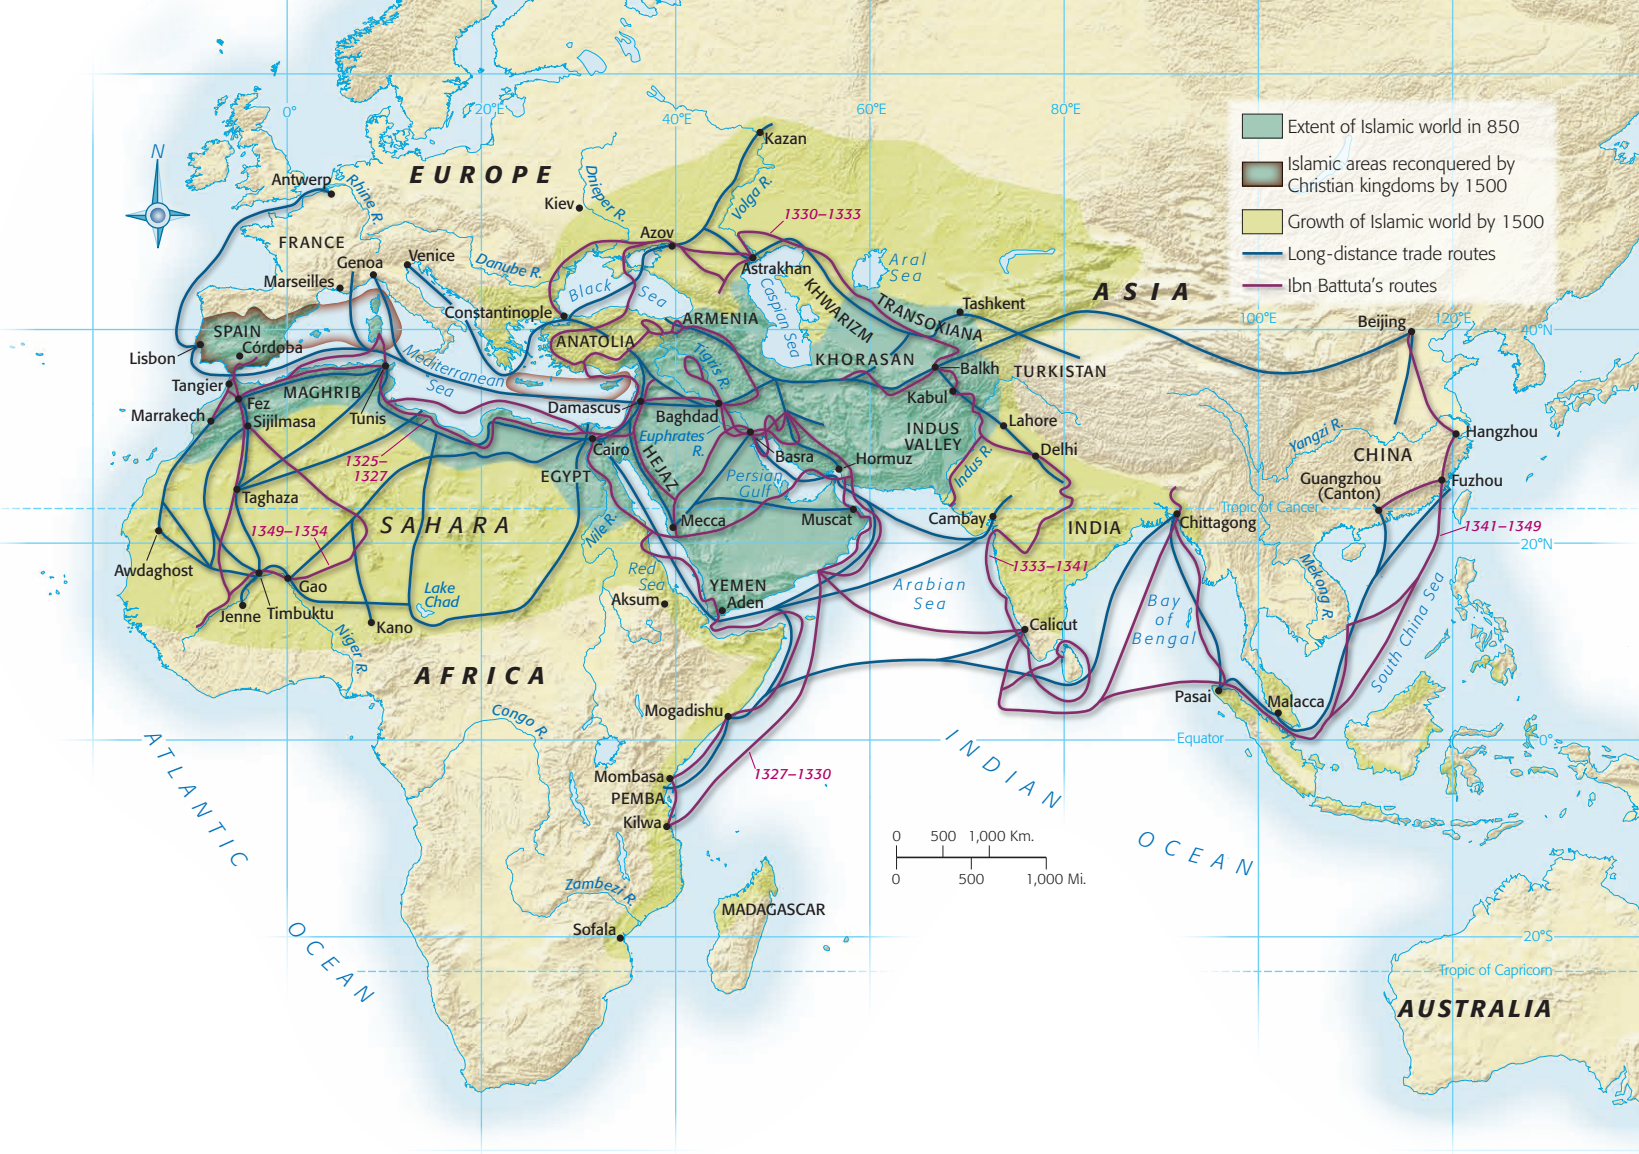 0°
20°E
40°E
60°E
80°E
100°E
120°E
40°N
20°N
0°
20°S
Tropic of Cancer
Equator
Tropic of Capricorn
N
Extent of Islamic world in 850
Islamic areas reconquered by
Christian kingdoms by 1500
Growth of Islamic world by 1500
Long-distance trade routes
Ibn Battuta's routes
EUROPE
ASIA
AFRICA
AUSTRALIA
Kazan
Antwerp
Rhine R.
Kiev
Dnieper R.
Volga R.
1330–1333
Azov
FRANCE
Genoa
Venice
Marseilles
Danube R.
Astrakhan
Aral
Sea
Black
Sea
Caspian Sea
KHWARIZM
TRANSOXIANA
Tashkent
Constantinople
ARMENIA
ANATOLIA
SPAIN
Córdoba
Lisbon
Mediterranean
Sea
Tigris R.
KHORASAN
Balkh
TURKISTAN
Beijing
Tangier
MAGHRIB
Fez
Marrakech
Sijilmasa
Tunis
Damascus
Baghdad
Kabul
Lahore
INDUS
VALLEY
Delhi
Euphrates
R.
Basra
Hormuz
Indus R.
Yangzi R.
Hangzhou
CHINA
Guangzhou
(Canton)
Fuzhou
1325–
1327
Cairo
EGYPT
HEJAZ
Persian
Gulf
Taghaza
SAHARA
1349–1354
Nile R.
Mecca
Muscat
Cambay
INDIA
Chittagong
1341–1349
1333–1341
Awdaghost
Gao
Jenne
Timbuktu
Lake
Chad
Kano
Niger R.
Red
Sea
YEMEN
Aden
Aksum
Arabian
Sea
Calicut
Bay
of
Bengal
Mekong R.
South China Sea
Pasai
Malacca
Congo R.
Mogadishu
1327–1330
Mombasa
PEMBA
Kilwa
Zambezi R.
Sofala
MADAGASCAR
ATLANTIC
OCEAN
INDIAN
OCEAN
0 500 1,000 Km.
0 500 1,000 Mi.